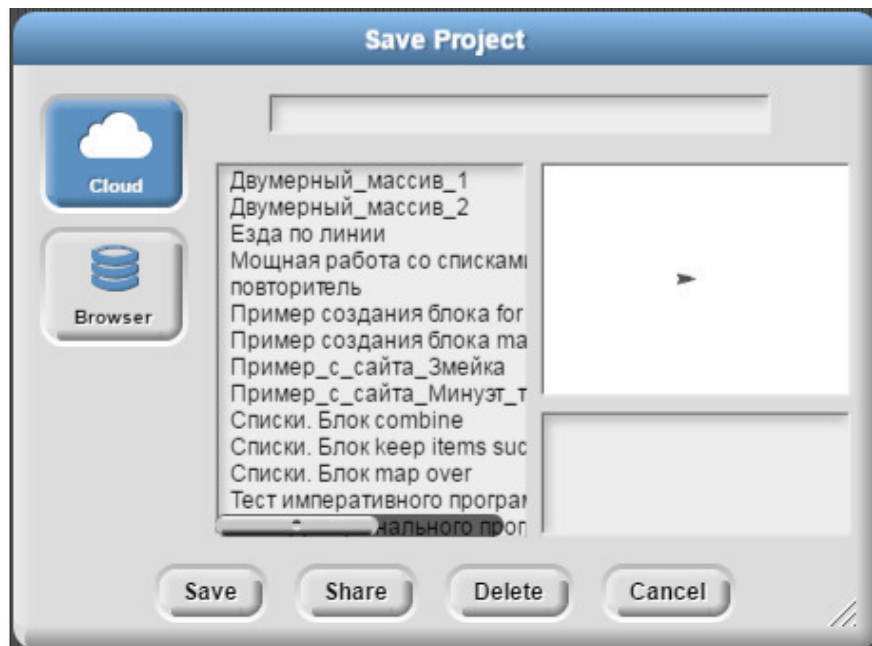 Save Project
Cloud
Browser
Двумерный_массив_1
Двумерный_массив_2
Езда по линии
Мощная работа со списками
повторитель
Пример создания блока for
Пример создания блока ma
Пример_с_сайта_Змейка
Пример_с_сайта_Минуэт_т
Списки. Блок combine
Списки. Блок keep items suc
Списки. Блок map over
Тест императивного програм
нального прог
Save
Share
Delete
Cancel